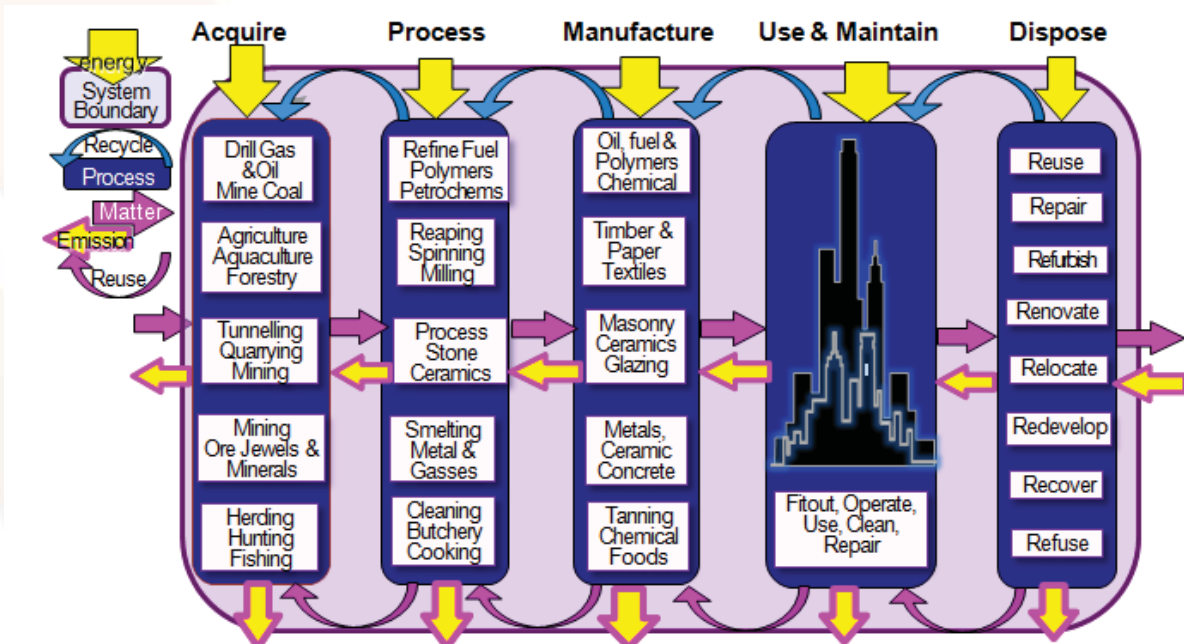 Acquire
Process
Manufacture
Use & Maintain
Dispose
energy
System
Boundary
Recycle
Process
Matter
Emission
Reuse
Drill Gas
&Oil
Mine Coal
Agriculture
Aquaculture
Forestry
Tunnelling
Quarrying
Mining
Mining
Ore Jewels &
Minerals
Herding
Hunting
Fishing
Refine Fuel
Polymers
Petrochems
Reaping
Spinning
Milling
Process
Stone
Ceramics
Smelting
Metal &
Gasses
Cleaning
Butchery
Cooking
Oil, fuel &
Polymers
Chemical
Timber &
Paper
Textiles
Masonry
Ceramics
Glazing
Metals,
Ceramic
Concrete
Tanning
Chemical
Foods
Fitout, Operate,
Use, Clean,
Repair
Reuse
Repair
Refurbish
Renovate
Relocate
Redevelop
Recover
Refuse